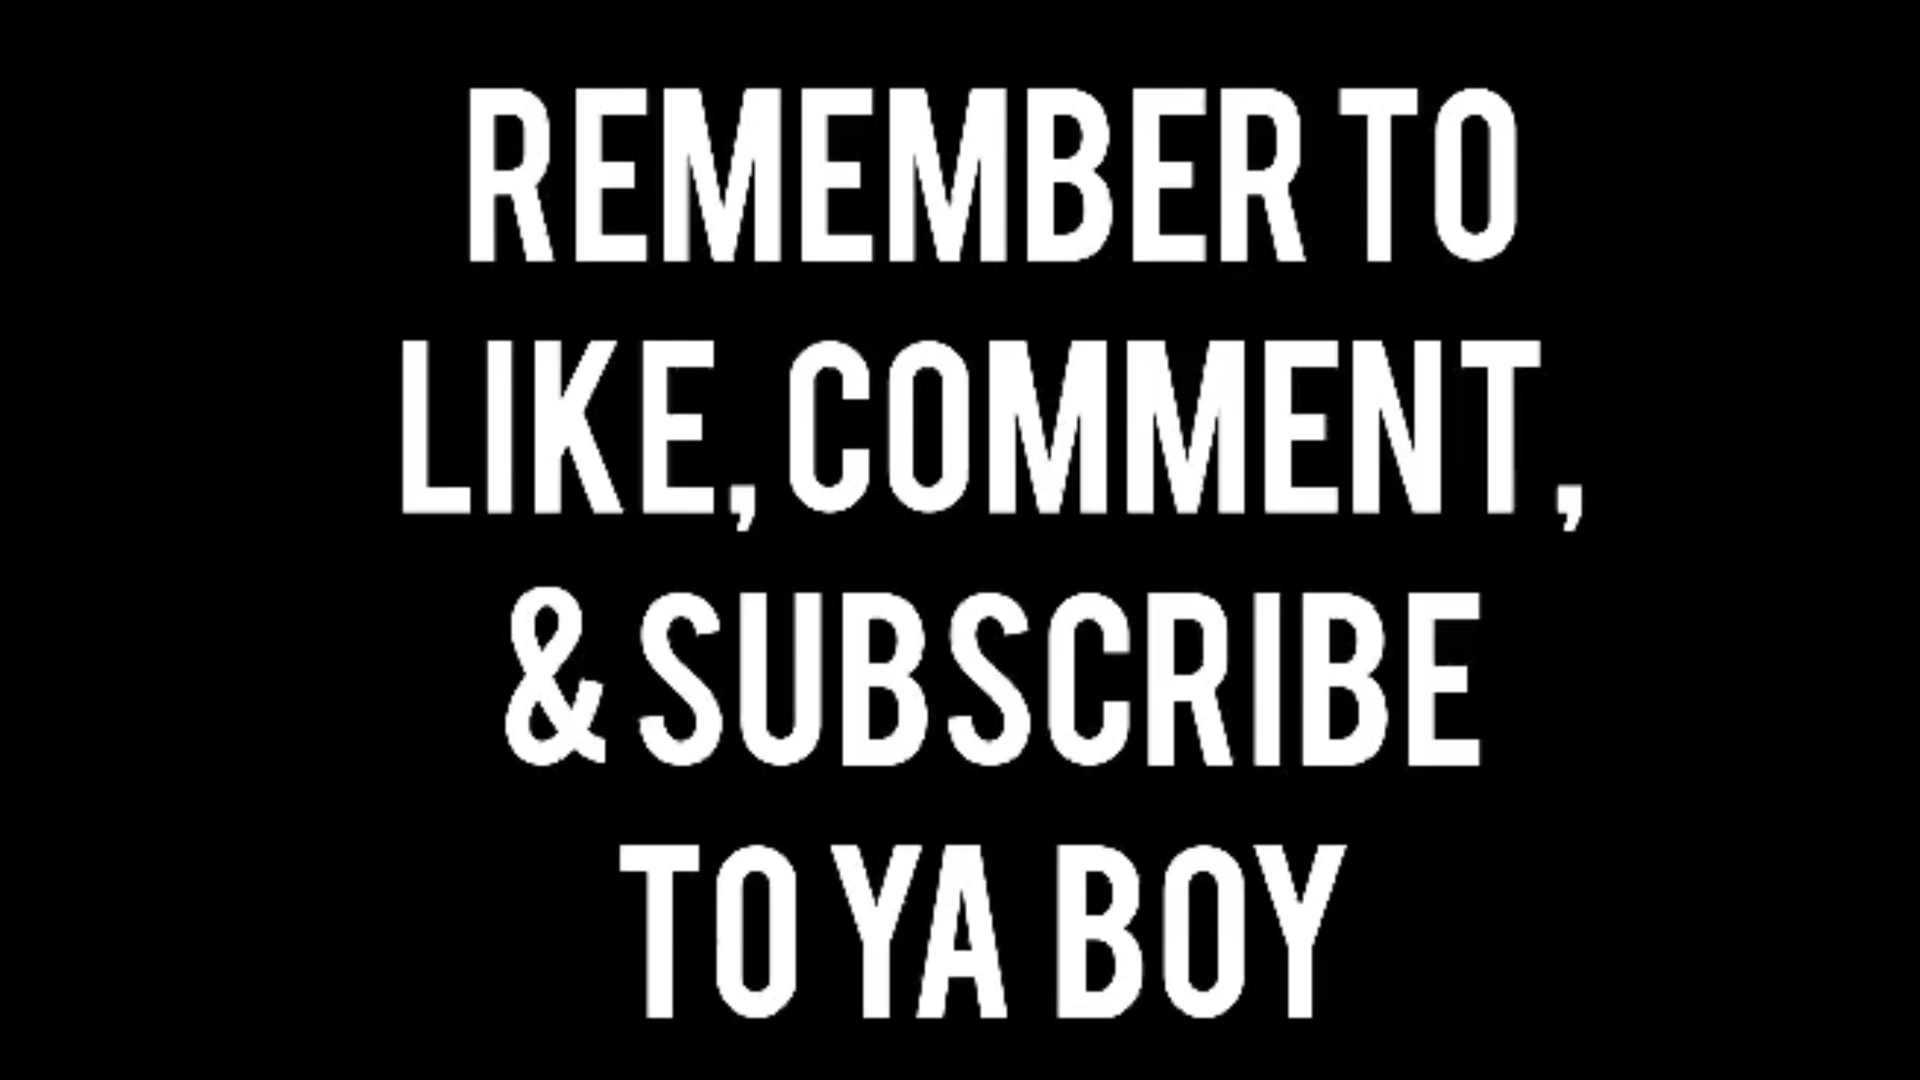 REMEMBER TO
LIKE, COMMENT,
& SUBSCRIBE
TO YA BOY